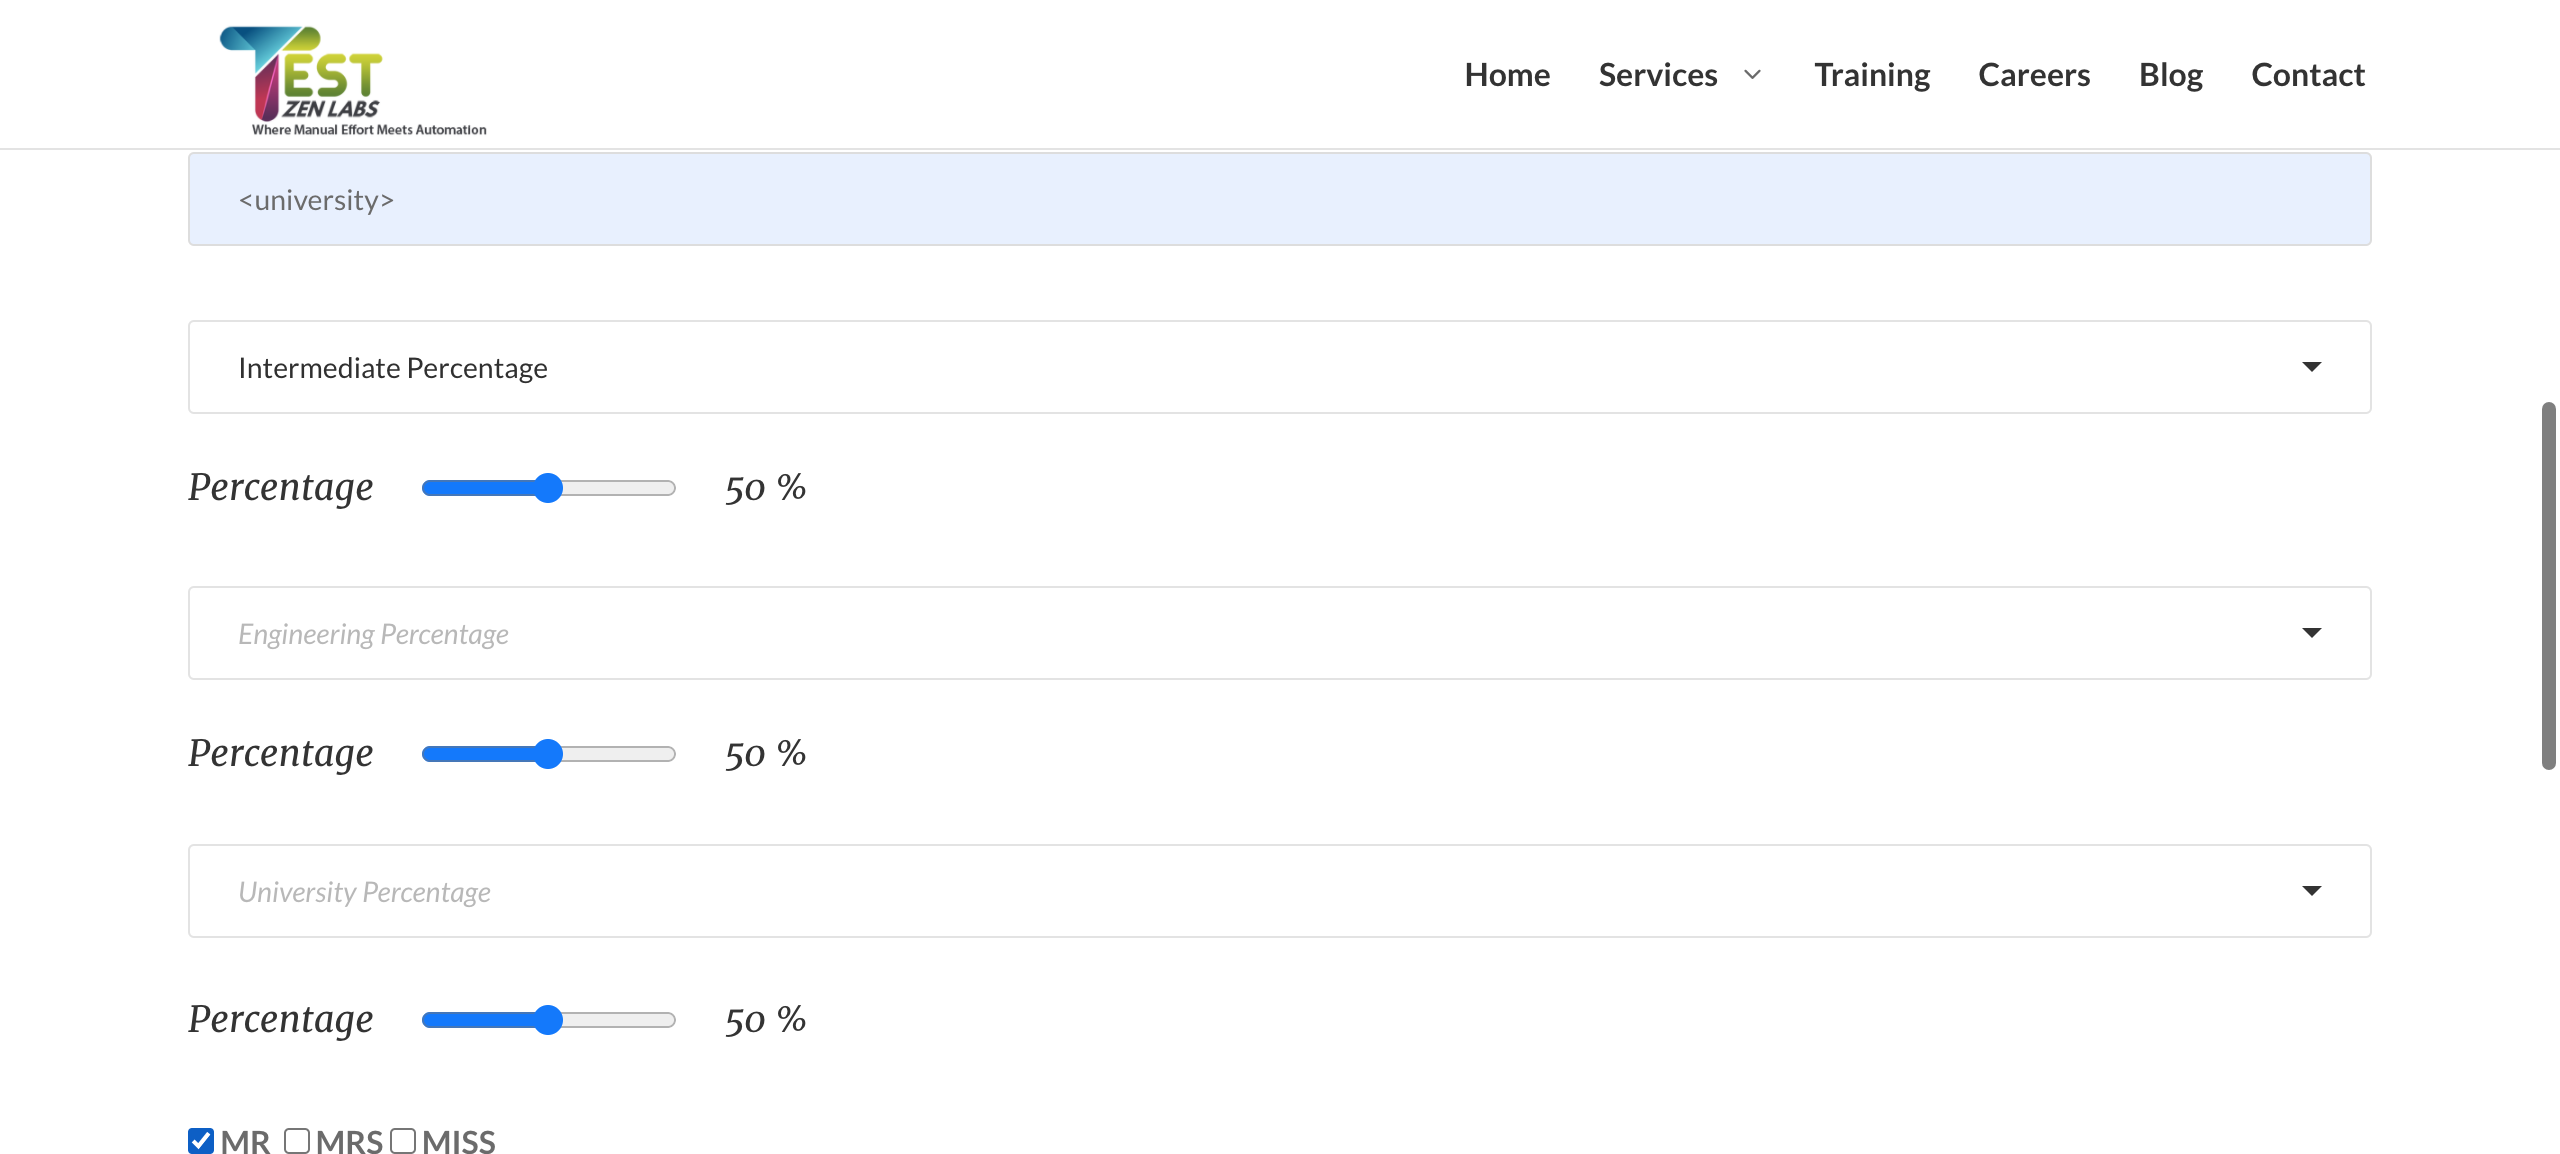 TEST
ZEN LABS
Where Manual Effort Meets Automation
Home Services Training Careers Blog Contact
<university>
Intermediate Percentage
Percentage 50 %
Engineering Percentage
Percentage 50 %
University Percentage
Percentage 50 %
MR MRS MISS